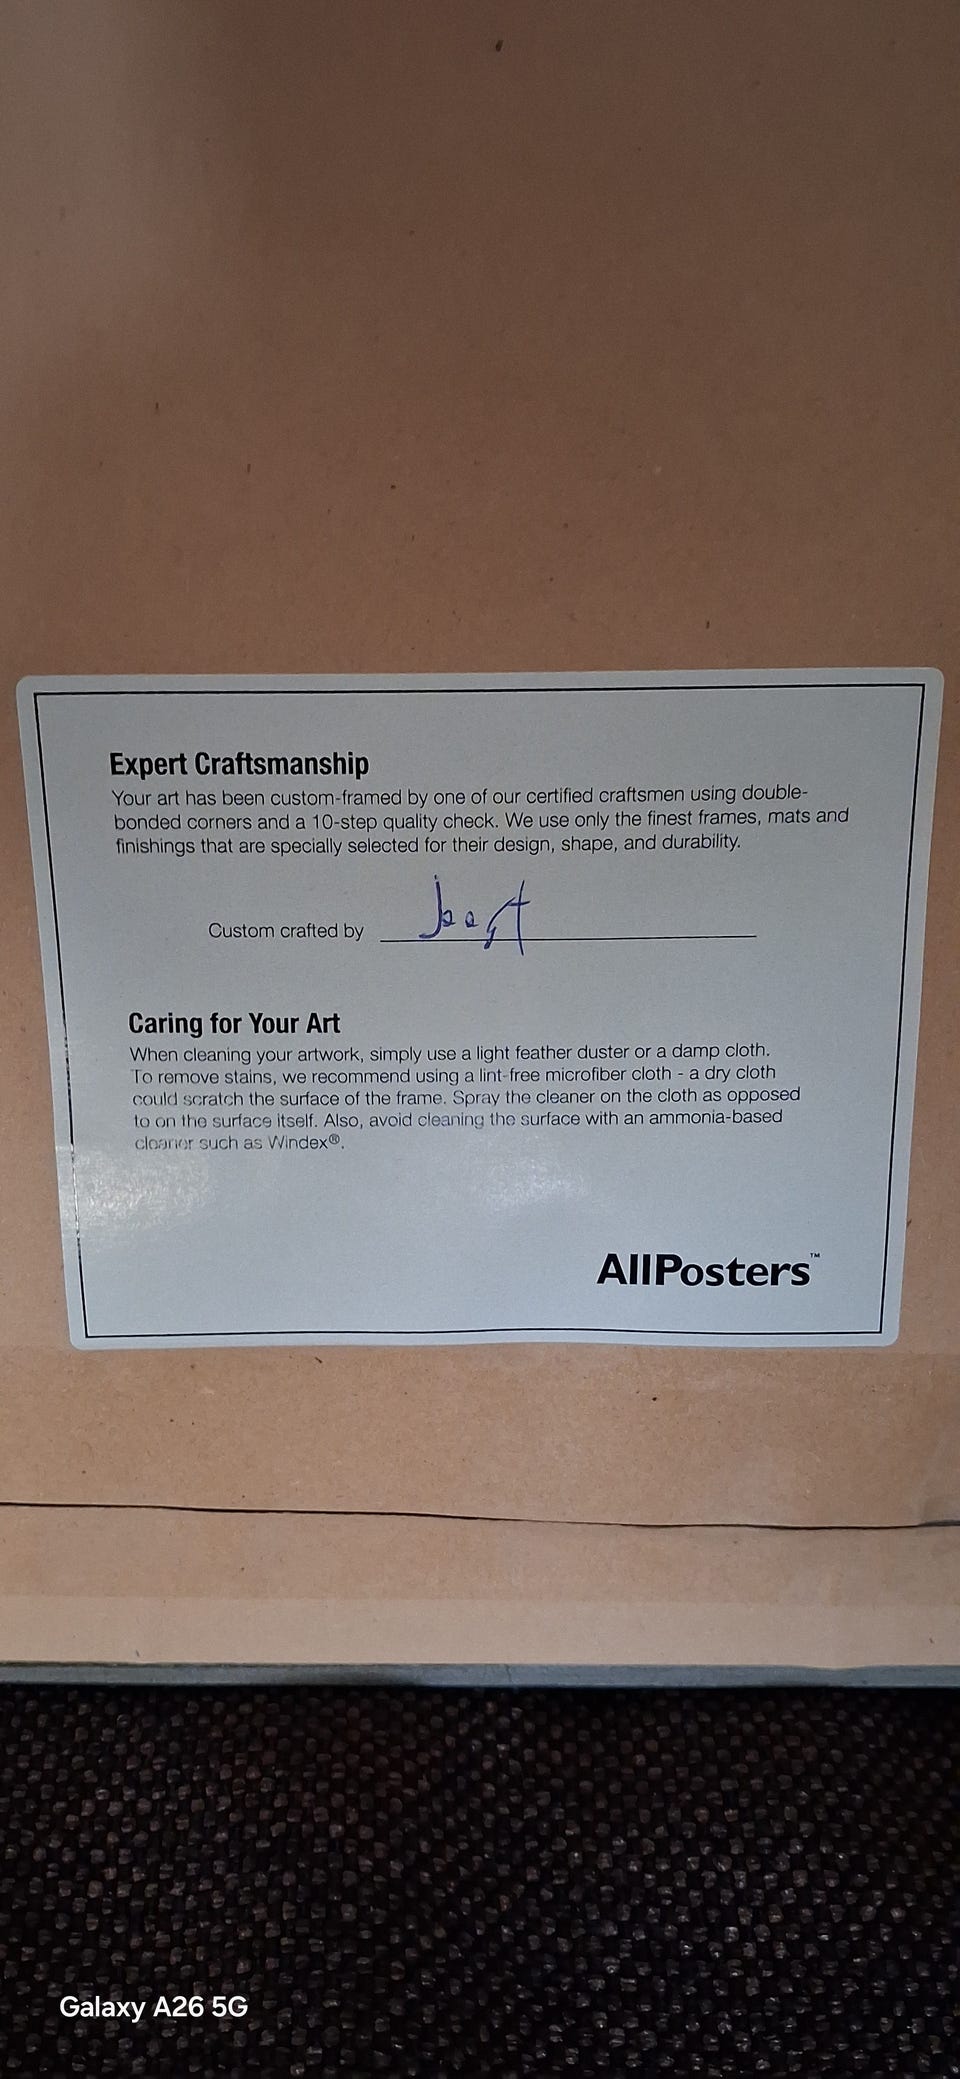 Expert Craftsmanship
Your art has been custom-framed by one of our certified craftsmen using double-
bonded corners and a 10-step quality check. We use only the finest frames, mats and
finishings that are specially selected for their design, shape, and durability.
Custom crafted by
Caring for Your Art
When cleaning your artwork, simply use a light feather duster or a damp cloth.
To remove stains, we recommend using a lint-free microfiber cloth - a dry cloth
could scratch the surface of the frame. Spray the cleaner on the cloth as opposed
to on the surface itself. Also, avoid cleaning the surface with an ammonia-based
cleaner such as Windex®.
AllPosters™
Galaxy A26 5G